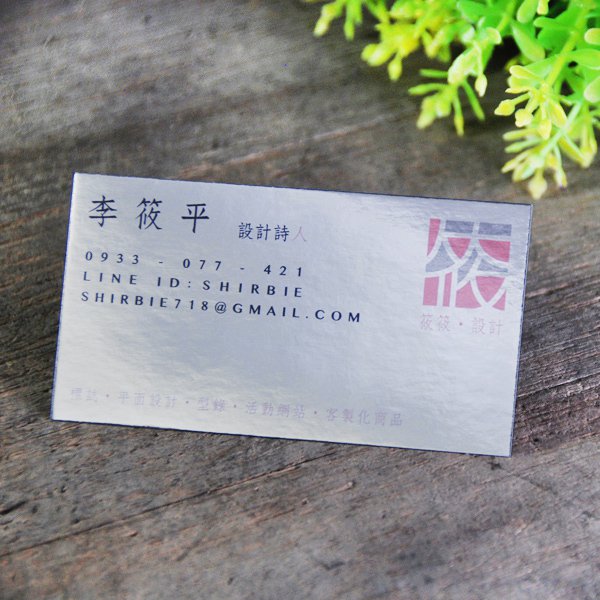 李筱平 設計詩人
0933 - 077 - 421
LINE ID: SHIRBIE
SHIRBIE718@GMAIL.COM
筱
筱筱·設計
標誌·平面設計·型錄·活動網站·客製化商品